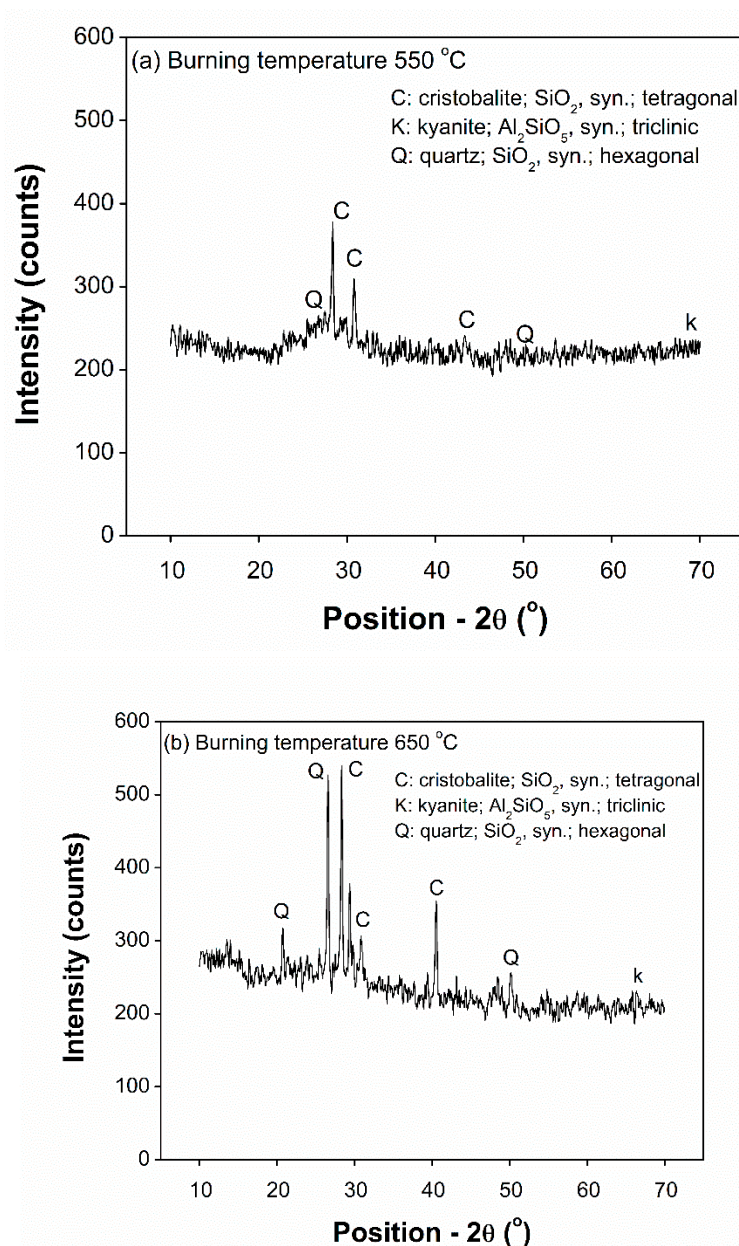 (a) Burning temperature 550 °C
C: cristobalite; SiO₂, syn.; tetragonal
K: kyanite; Al₂SiO₅, syn.; triclinic
Q: quartz; SiO₂, syn.; hexagonal
600
500
400
300
200
100
0
Intensity (counts)
Q
C
C
C
Q
k
10 20 30 40 50 60 70
Position - 2θ (°)
(b) Burning temperature 650 °C
C: cristobalite; SiO₂, syn.; tetragonal
K: kyanite; Al₂SiO₅, syn.; triclinic
Q: quartz; SiO₂, syn.; hexagonal
600
500
400
300
200
100
0
Intensity (counts)
Q
Q
C
C
C
Q
k
10 20 30 40 50 60 70
Position - 2θ (°)